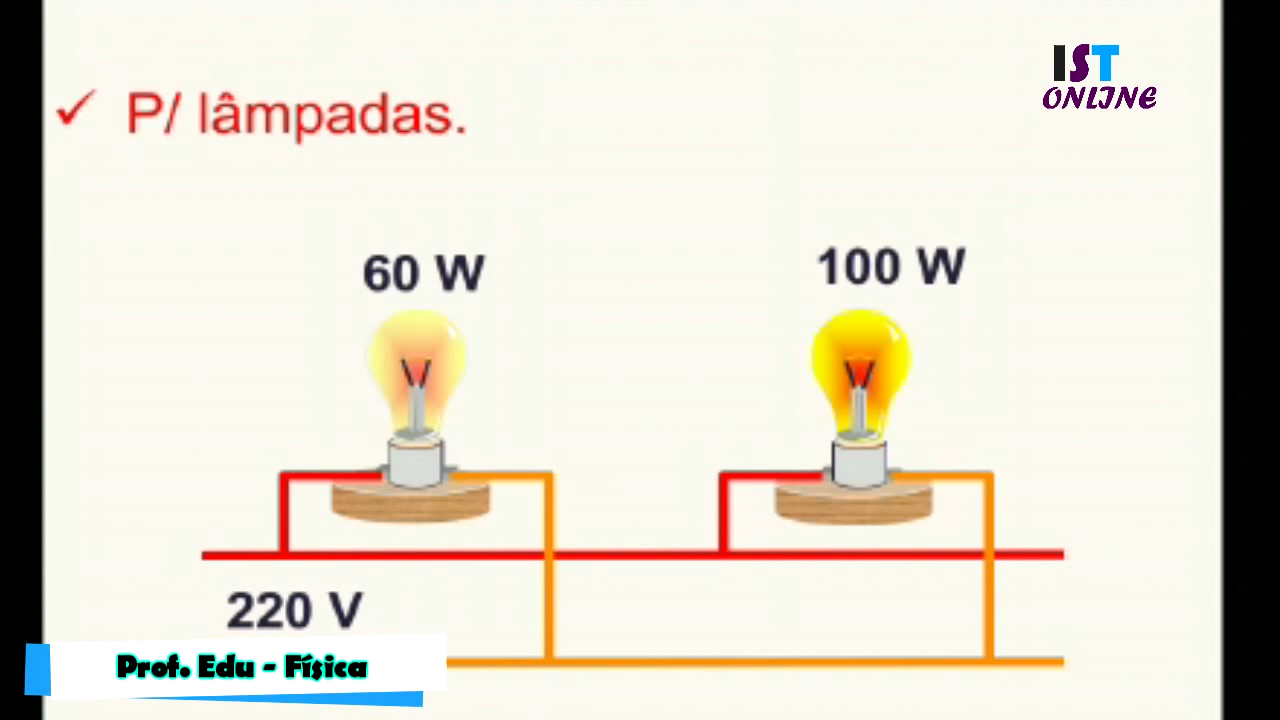 IST
ONLINE
✓ P/ lâmpadas.
60 W
100 W
220 V
Prof. Edu - Física